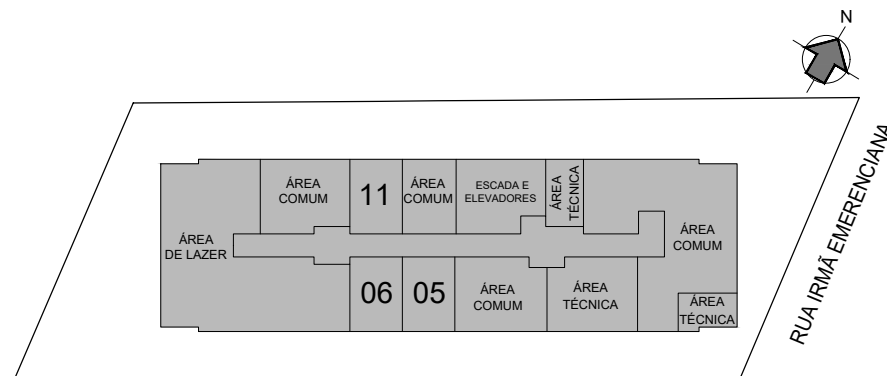 N
ÁREA
COMUM
11
ÁREA
COMUM
ESCADA E
ELEVADORES
ÁREA
TÉCNICA
ÁREA
DE LAZER
ÁREA
COMUM
06
05
ÁREA
COMUM
ÁREA
TÉCNICA
ÁREA
TÉCNICA
RUA IRMÃ EMERENCIANA